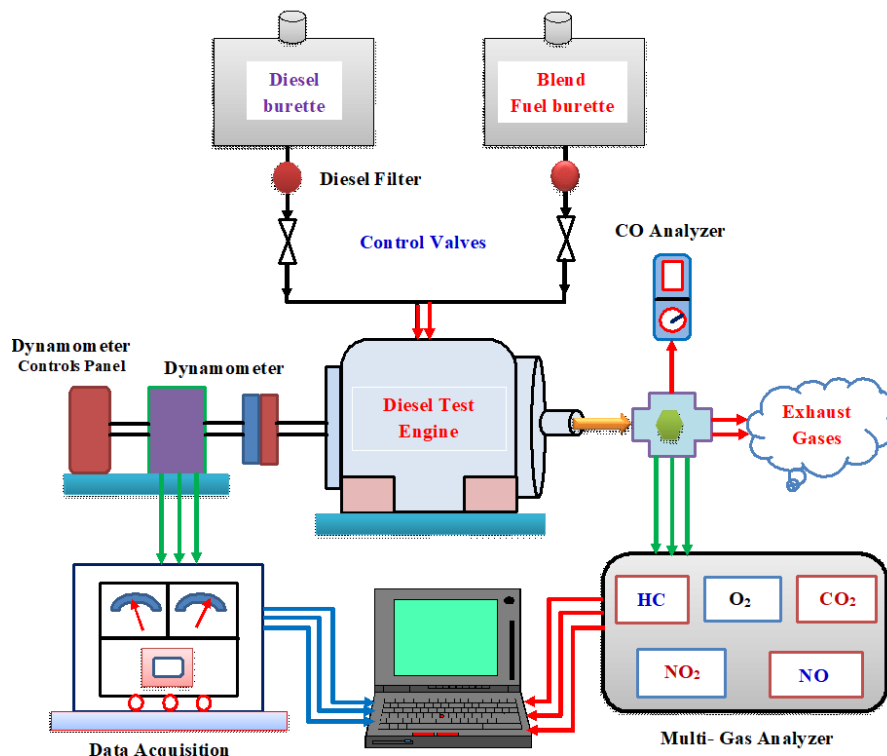 Diesel
burette
Blend
Fuel burette
Diesel Filter
Control Valves
CO Analyzer
Dynamometer
Controls Panel
Dynamometer
Diesel Test
Engine
Exhaust
Gases
HC
O₂
CO₂
NO₂
NO
Data Acquisition
Multi- Gas Analyzer